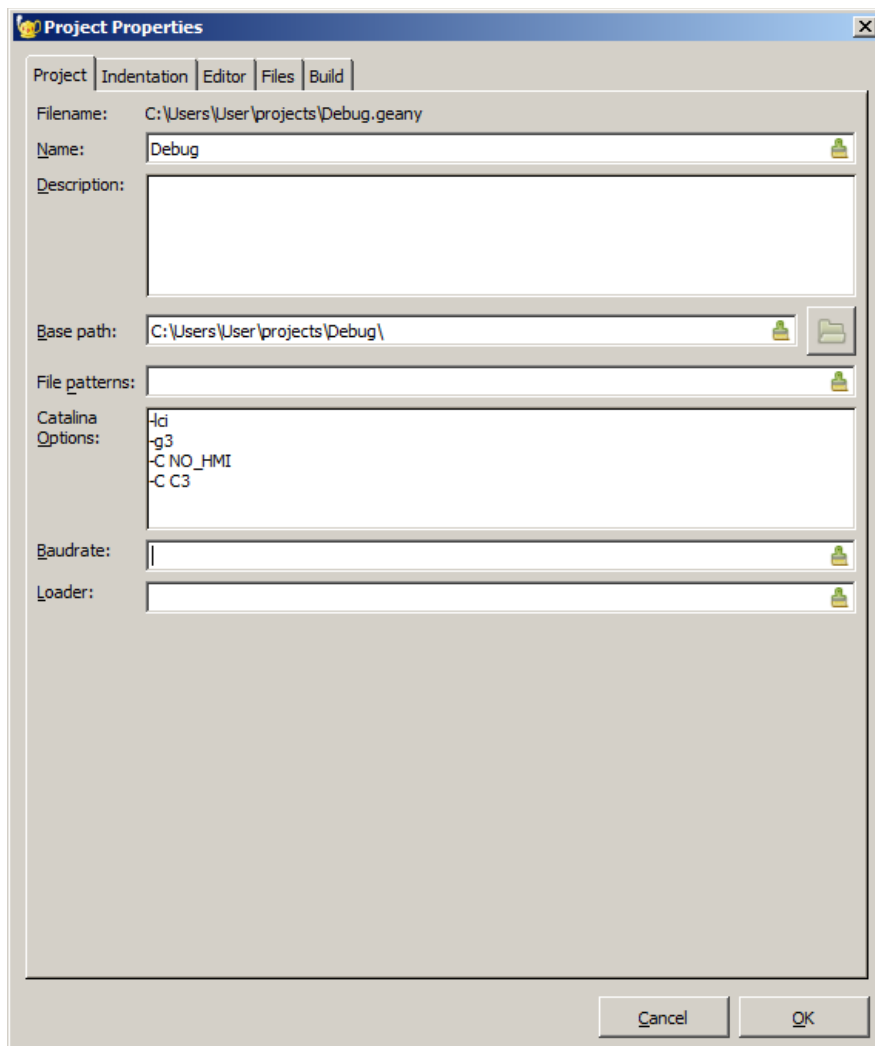 Project Properties
Project Indentation Editor Files Build
Filename: C:\Users\User\projects\Debug.geany
Name: Debug
Description:
Base path: C:\Users\User\projects\Debug\
File patterns:
Catalina
Options:
-lci
-g3
-C NO_HMI
-C C3
Baudrate:
Loader:
Cancel OK